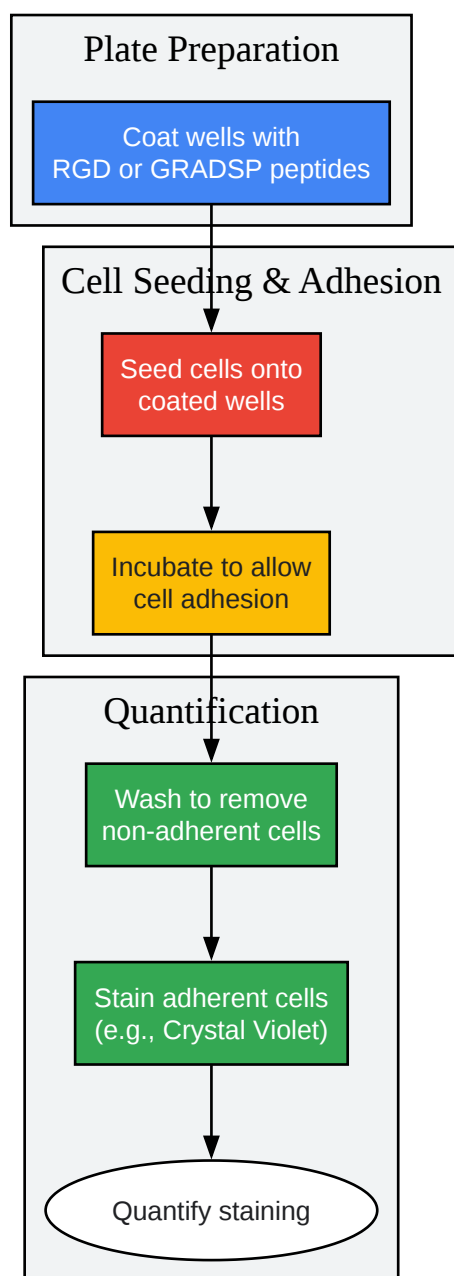 Plate Preparation
Coat wells with
RGD or GRADSP peptides
Cell Seeding & Adhesion
Seed cells onto
coated wells
Incubate to allow
cell adhesion
Quantification
Wash to remove
non-adherent cells
Stain adherent cells
(e.g., Crystal Violet)
Quantify staining